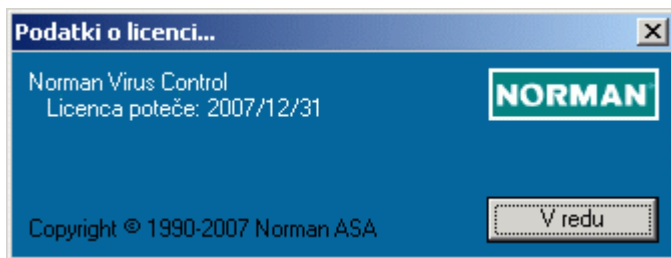 Podatki o licenci...
Norman Virus Control
Licenca poteče: 2007/12/31
NORMAN
Copyright © 1990-2007 Norman ASA
V redu